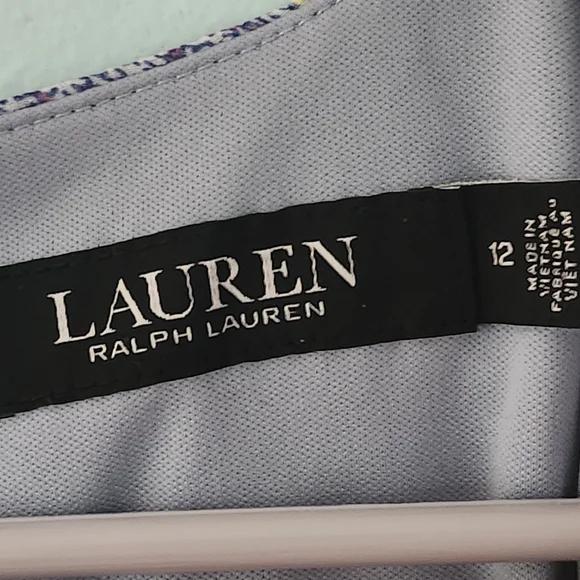 LAUREN
RALPH LAUREN
12
MADE IN
VIETNAM
FABRIQUÉ AU
VIET NAM